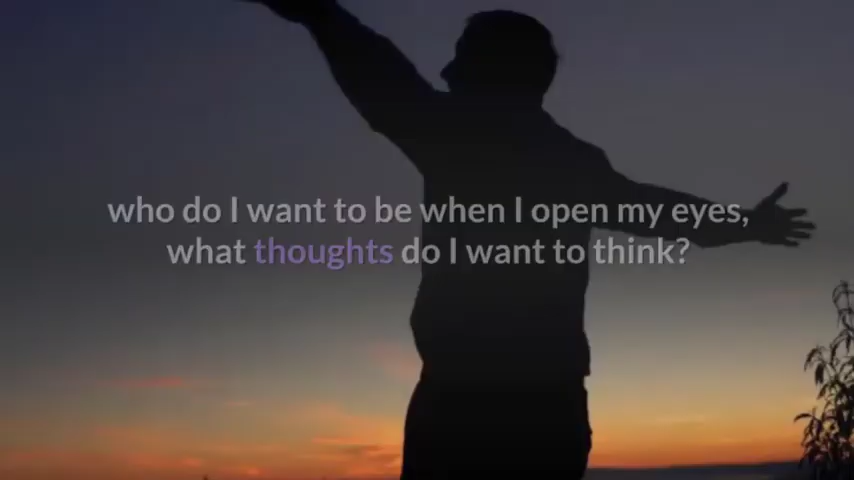 who do I want to be when I open my eyes,
what thoughts do I want to think?